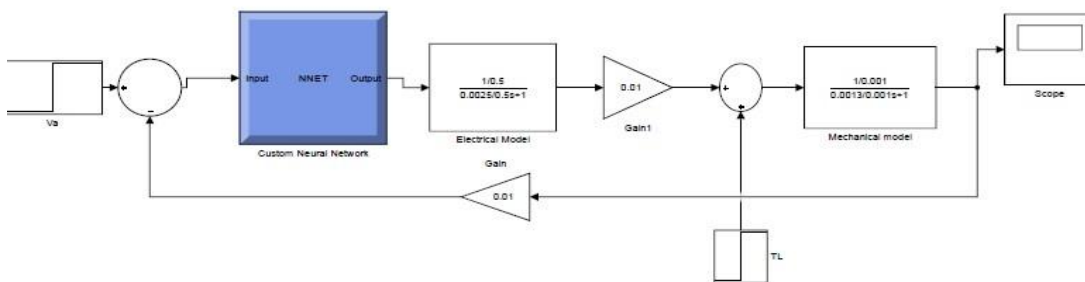 Va
Input NNET Output
Custom Neural Network
1/0.5
0.0025/0.5s+1
Electrical Model
0.01
Gain1
1/0.001
0.0013/0.001s+1
Mechanical model
Scope
Gain
0.01
TL